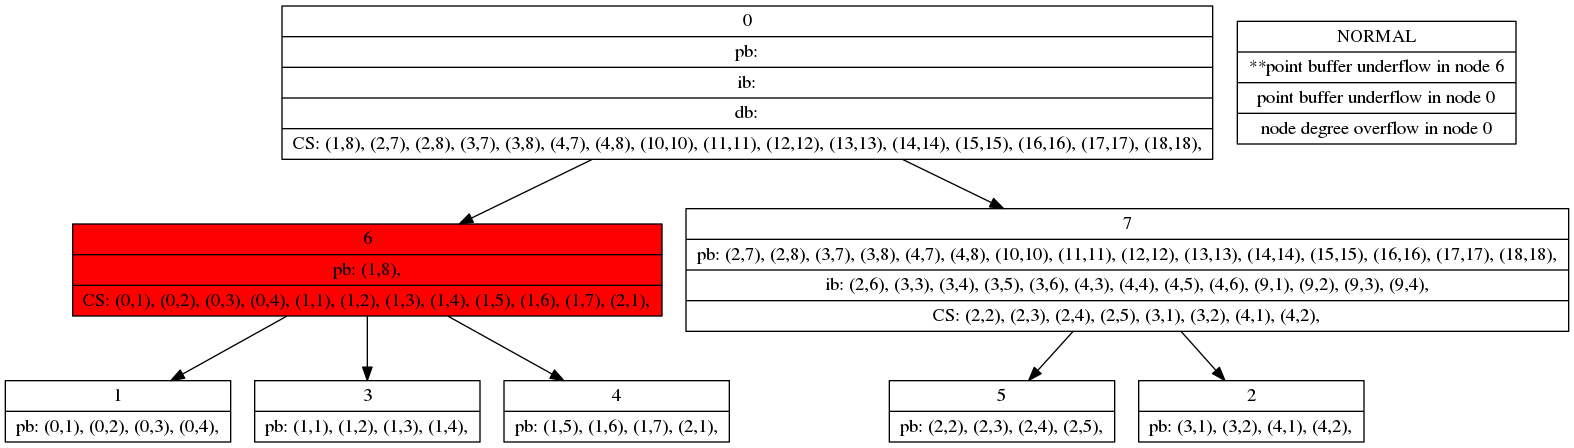 0
pb:
ib:
db:
CS: (1,8), (2,7), (2,8), (3,7), (3,8), (4,7), (4,8), (10,10), (11,11), (12,12), (13,13), (14,14), (15,15), (16,16), (17,17), (18,18),
NORMAL
**point buffer underflow in node 6
point buffer underflow in node 0
node degree overflow in node 0
6
pb: (1,8),
CS: (0,1), (0,2), (0,3), (0,4), (1,1), (1,2), (1,3), (1,4), (1,5), (1,6), (1,7), (2,1),
7
pb: (2,7), (2,8), (3,7), (3,8), (4,7), (4,8), (10,10), (11,11), (12,12), (13,13), (14,14), (15,15), (16,16), (17,17), (18,18),
ib: (2,6), (3,3), (3,4), (3,5), (3,6), (4,3), (4,4), (4,5), (4,6), (9,1), (9,2), (9,3), (9,4),
CS: (2,2), (2,3), (2,4), (2,5), (3,1), (3,2), (4,1), (4,2),
1
pb: (0,1), (0,2), (0,3), (0,4),
3
pb: (1,1), (1,2), (1,3), (1,4),
4
pb: (1,5), (1,6), (1,7), (2,1),
5
pb: (2,2), (2,3), (2,4), (2,5),
2
pb: (3,1), (3,2), (4,1), (4,2),